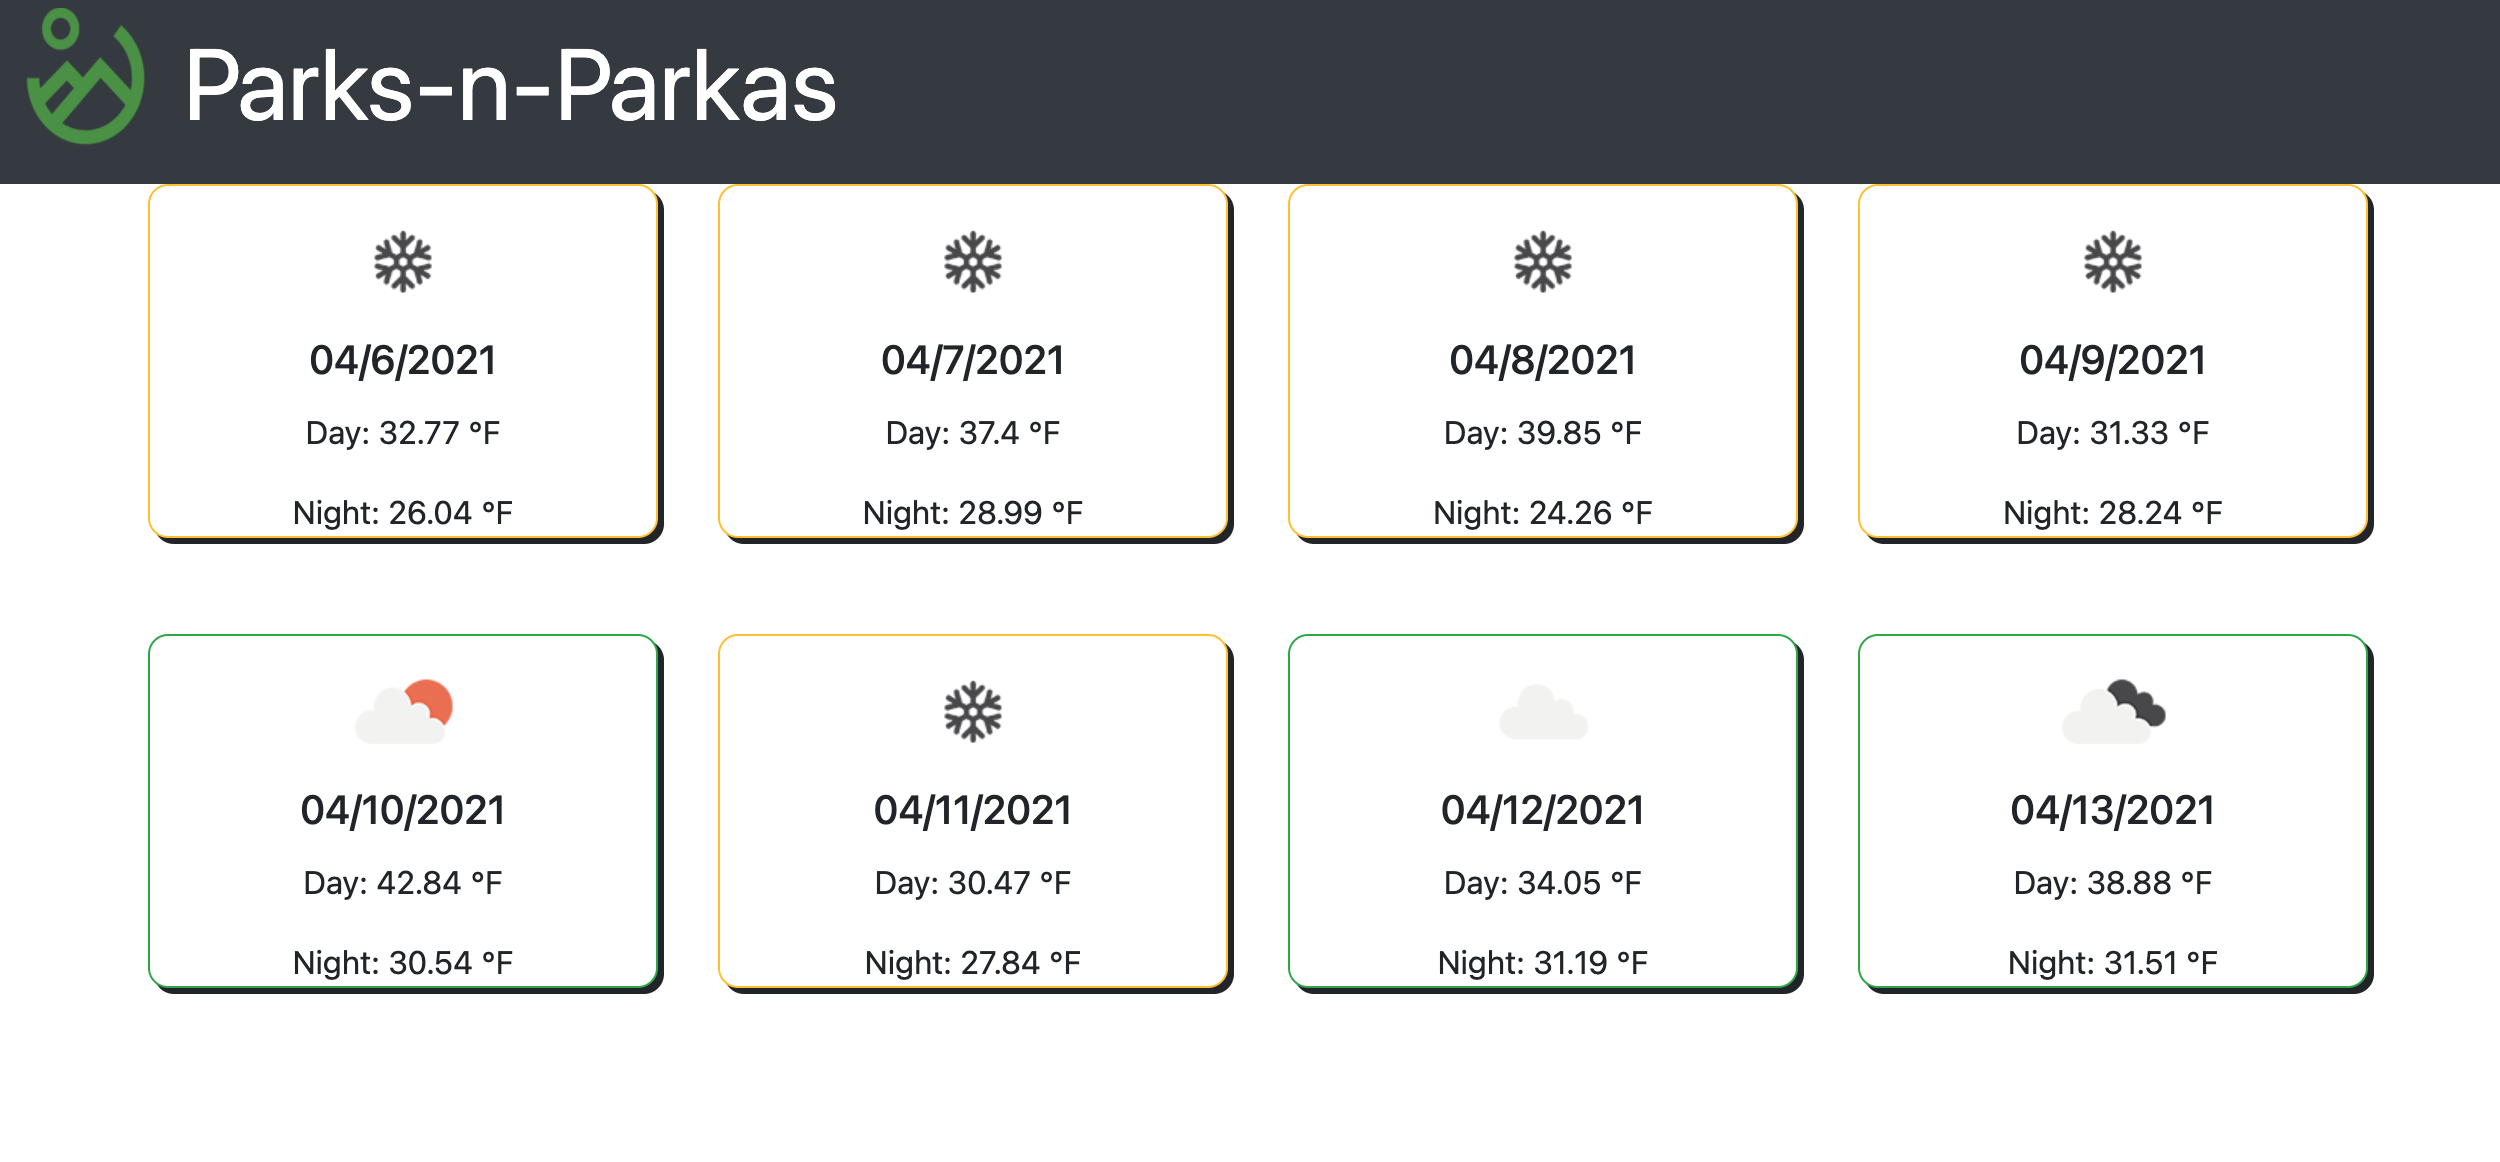 Parks-n-Parkas
04/6/2021
Day: 32.77 °F
Night: 26.04 °F
04/7/2021
Day: 37.4 °F
Night: 28.99 °F
04/8/2021
Day: 39.85 °F
Night: 24.26 °F
04/9/2021
Day: 31.33 °F
Night: 28.24 °F
04/10/2021
Day: 42.84 °F
Night: 30.54 °F
04/11/2021
Day: 30.47 °F
Night: 27.84 °F
04/12/2021
Day: 34.05 °F
Night: 31.19 °F
04/13/2021
Day: 38.88 °F
Night: 31.51 °F